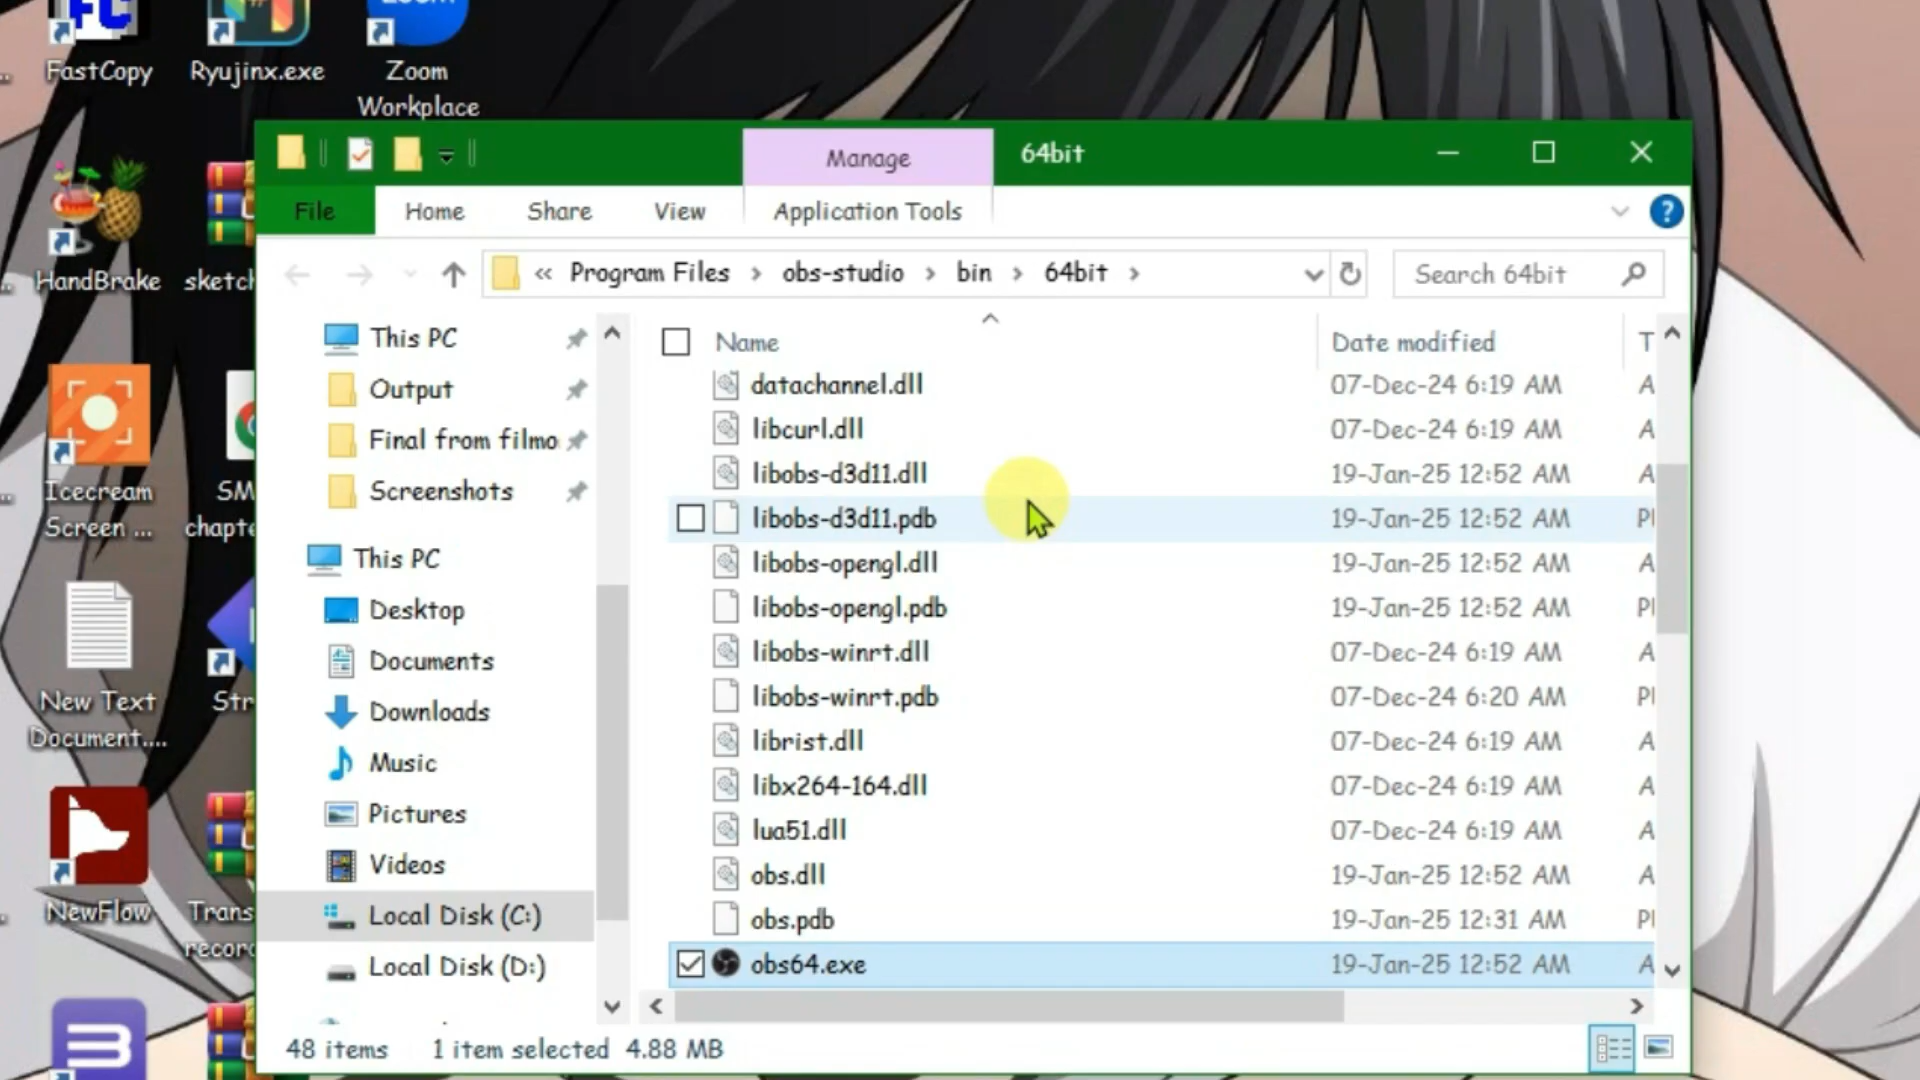 FC
zoom
FastCopy
Ryujinx.exe
Zoom
Workplace
HandBrake
sketch
Icecream
Screen ...
SM
chapte
New Text
Document....
Str
NewFlow
Trans
record
Manage
64bit
File
Home
Share
View
Application Tools
?
« Program Files > obs-studio > bin > 64bit >
Search 64bit
This PC
Output
Final from filmo
Screenshots
This PC
Desktop
Documents
Downloads
Music
Pictures
Videos
Local Disk (C:)
Local Disk (D:)
Name Date modified T
datachannel.dll 07-Dec-24 6:19 AM A
libcurl.dll 07-Dec-24 6:19 AM A
libobs-d3d11.dll 19-Jan-25 12:52 AM A
libobs-d3d11.pdb 19-Jan-25 12:52 AM P
libobs-opengl.dll 19-Jan-25 12:52 AM A
libobs-opengl.pdb 19-Jan-25 12:52 AM P
libobs-winrt.dll 07-Dec-24 6:19 AM A
libobs-winrt.pdb 07-Dec-24 6:20 AM P
librist.dll 07-Dec-24 6:19 AM A
libx264-164.dll 07-Dec-24 6:19 AM A
lua51.dll 07-Dec-24 6:19 AM A
obs.dll 19-Jan-25 12:52 AM A
obs.pdb 19-Jan-25 12:31 AM P
obs64.exe 19-Jan-25 12:52 AM A
48 items 1 item selected 4.88 MB